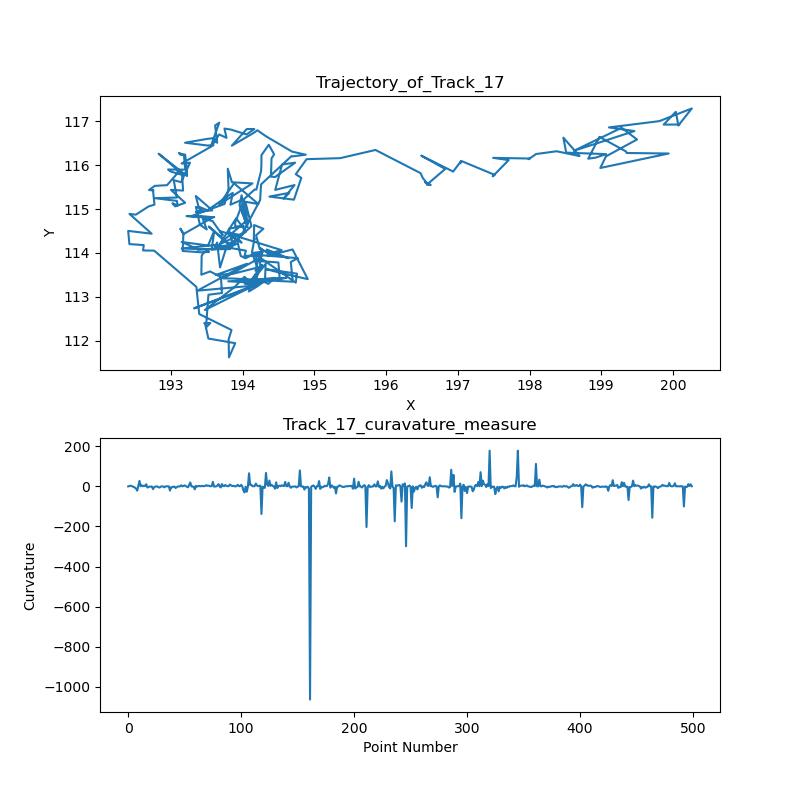 Trajectory_of_Track_17
117
116
115
114
113
112
Y
193 194 195 196 197 198 199 200
X
Track_17_curavature_measure
200
0
−200
−400
−600
−800
−1000
Curvature
0 100 200 300 400 500
Point Number